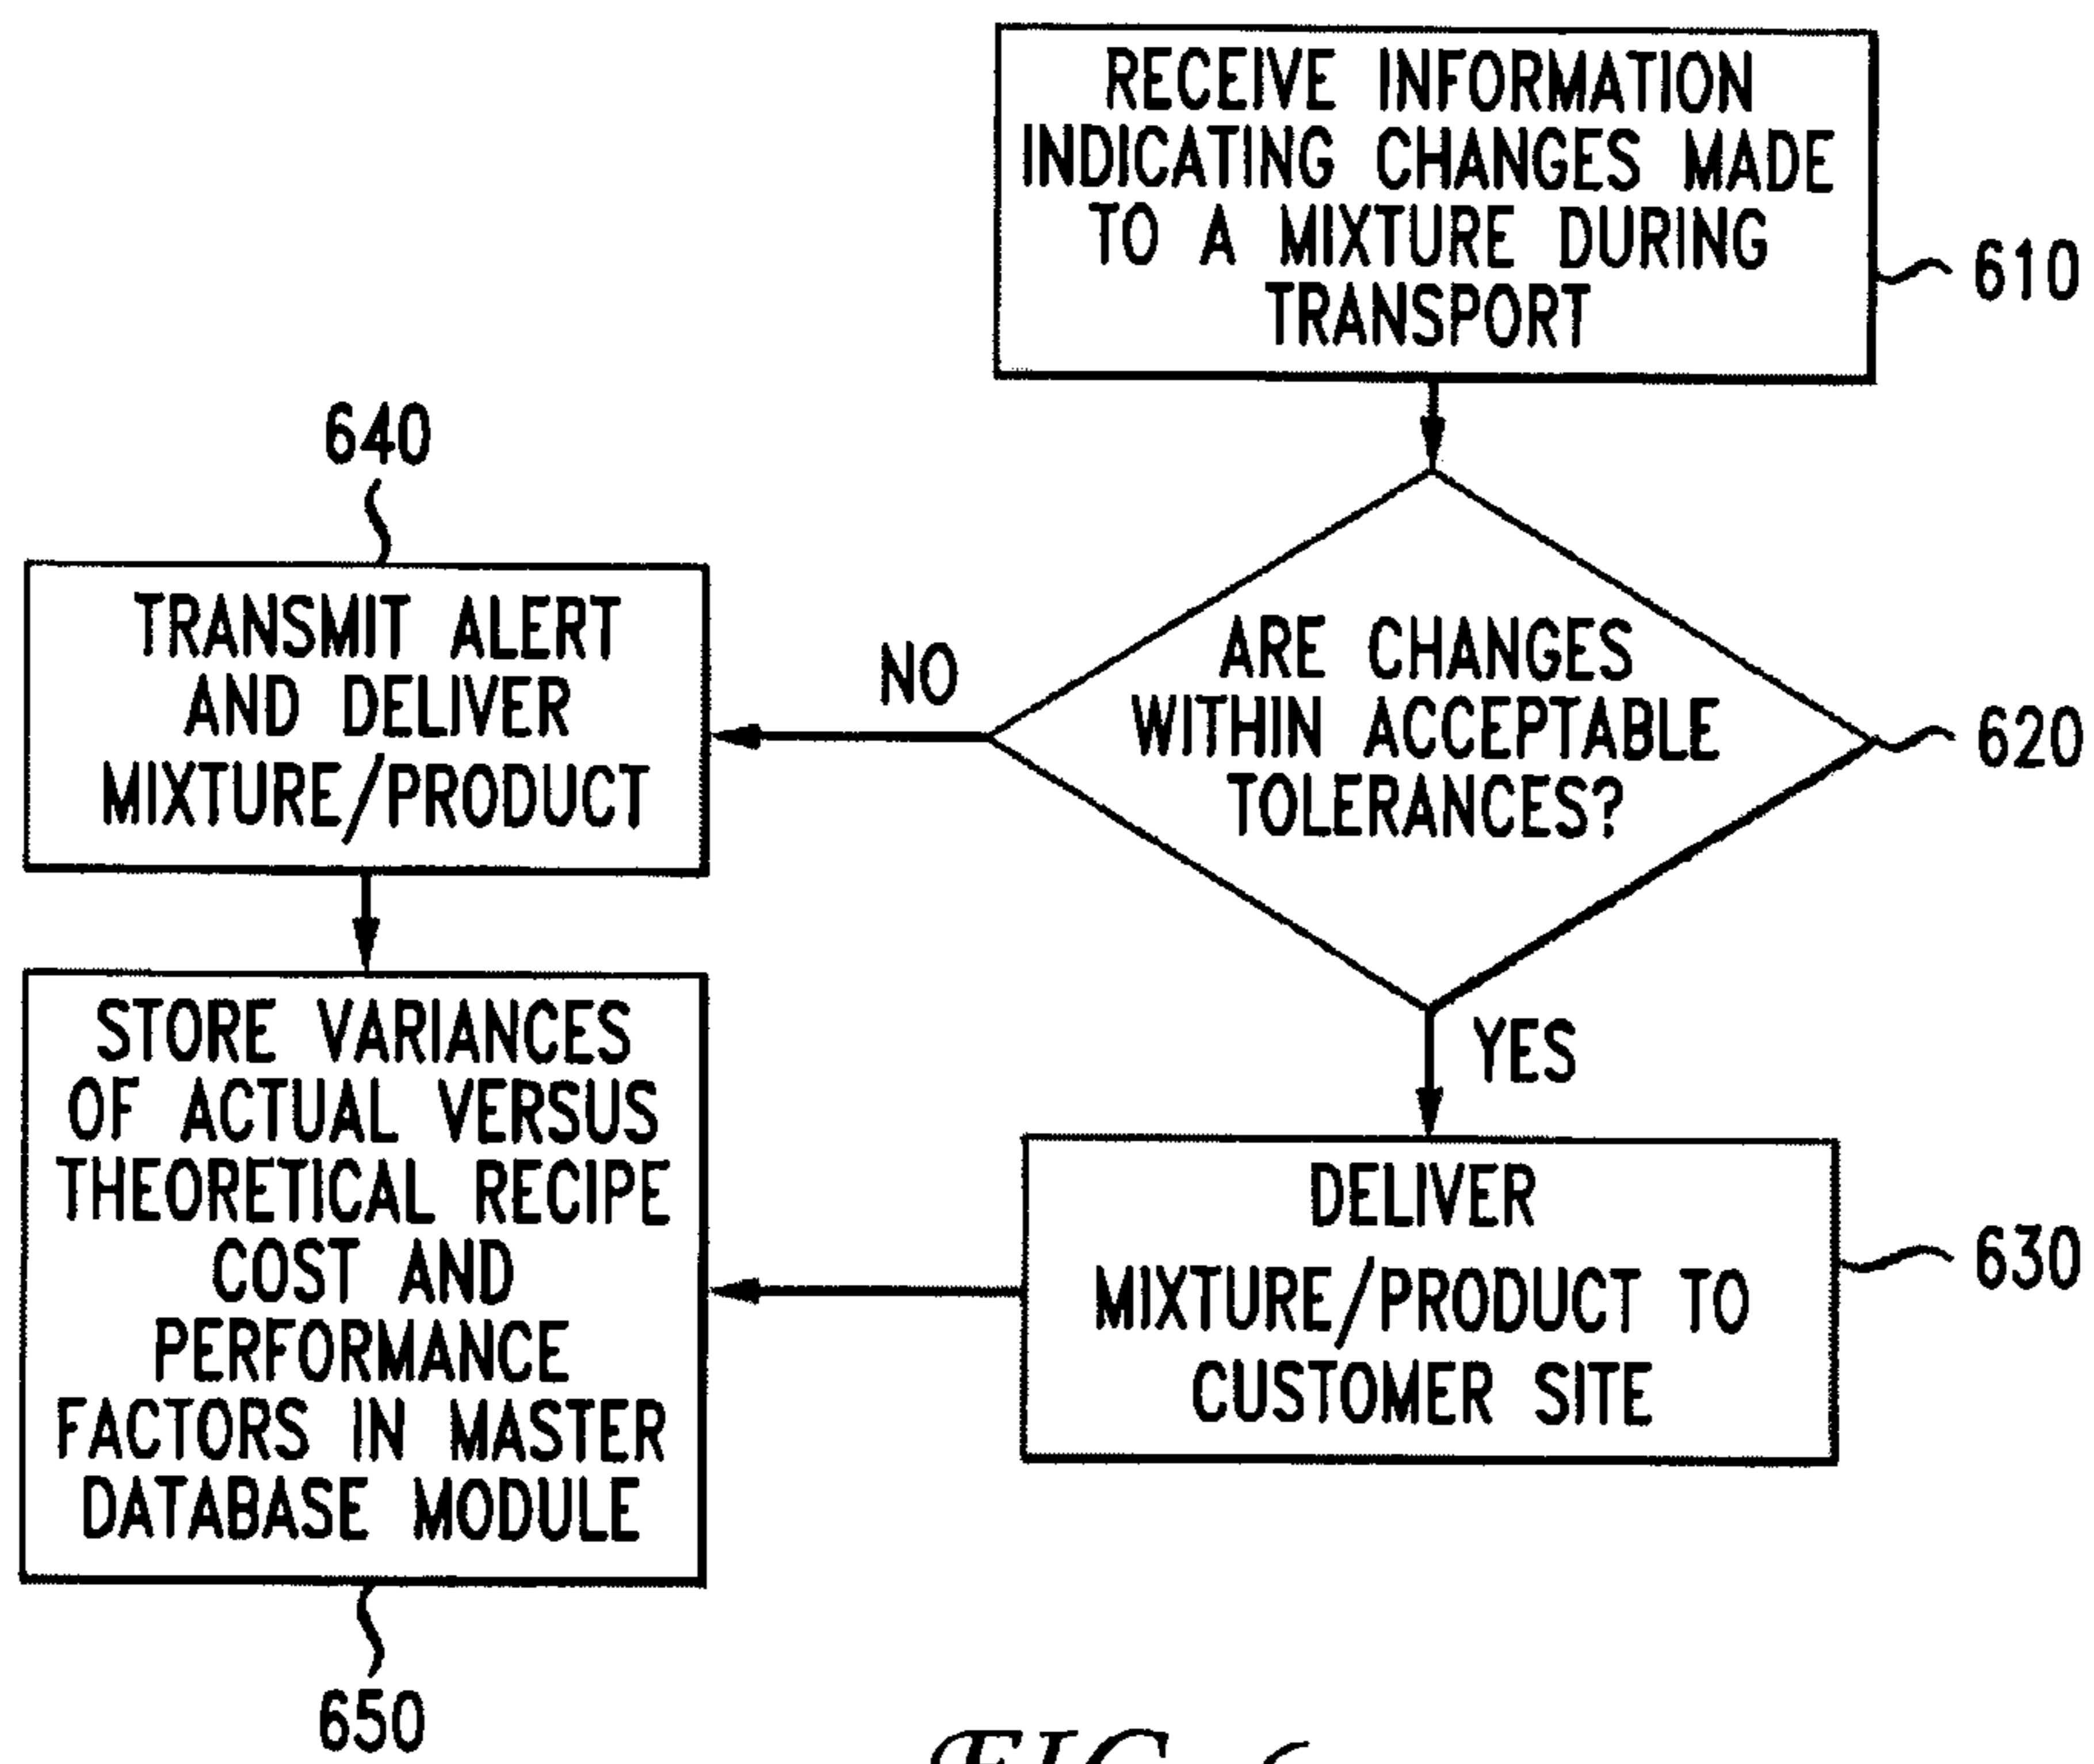 RECEIVE INFORMATION
INDICATING CHANGES MADE
TO A MIXTURE DURING
TRANSPORT
610
640
TRANSMIT ALERT
AND DELIVER
MIXTURE/PRODUCT
NO
ARE CHANGES
WITHIN ACCEPTABLE
TOLERANCES?
620
YES
STORE VARIANCES
OF ACTUAL VERSUS
THEORETICAL RECIPE
COST AND
PERFORMANCE
FACTORS IN MASTER
DATABASE MODULE
DELIVER
MIXTURE/PRODUCT TO
CUSTOMER SITE
630
650